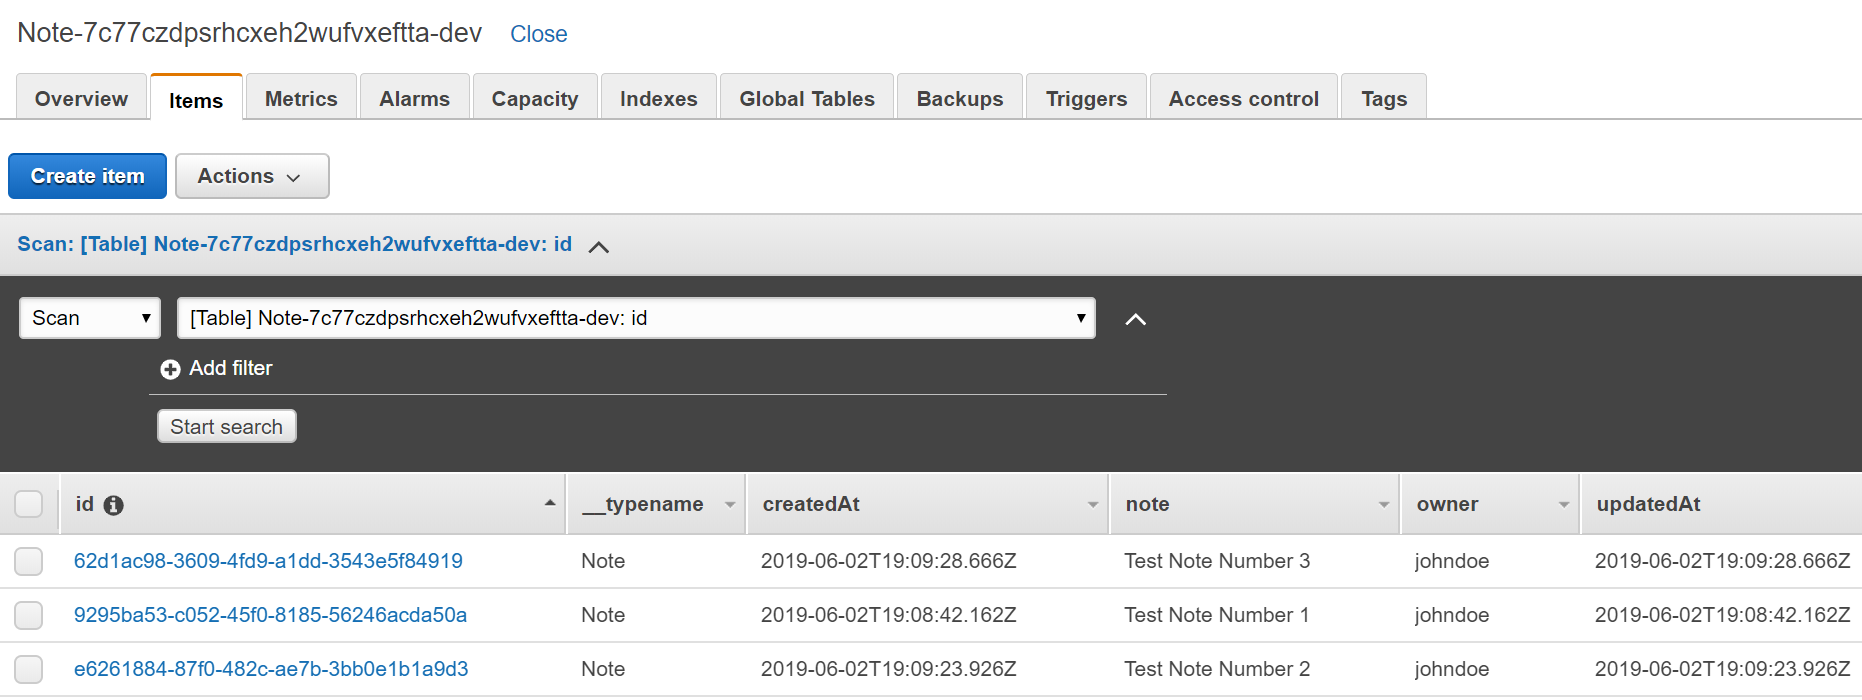 Note-7c77czdpsrhcxeh2wufvxeftta-dev Close
Overview Items Metrics Alarms Capacity Indexes Global Tables Backups Triggers Access control Tags
Create item Actions
Scan: [Table] Note-7c77czdpsrhcxeh2wufvxeftta-dev: id
Scan [Table] Note-7c77czdpsrhcxeh2wufvxeftta-dev: id
Add filter
Start search
id __typename createdAt note owner updatedAt
62d1ac98-3609-4fd9-a1dd-3543e5f84919 Note 2019-06-02T19:09:28.666Z Test Note Number 3 johndoe 2019-06-02T19:09:28.666Z
9295ba53-c052-45f0-8185-56246acda50a Note 2019-06-02T19:08:42.162Z Test Note Number 1 johndoe 2019-06-02T19:08:42.162Z
e6261884-87f0-482c-ae7b-3bb0e1b1a9d3 Note 2019-06-02T19:09:23.926Z Test Note Number 2 johndoe 2019-06-02T19:09:23.926Z